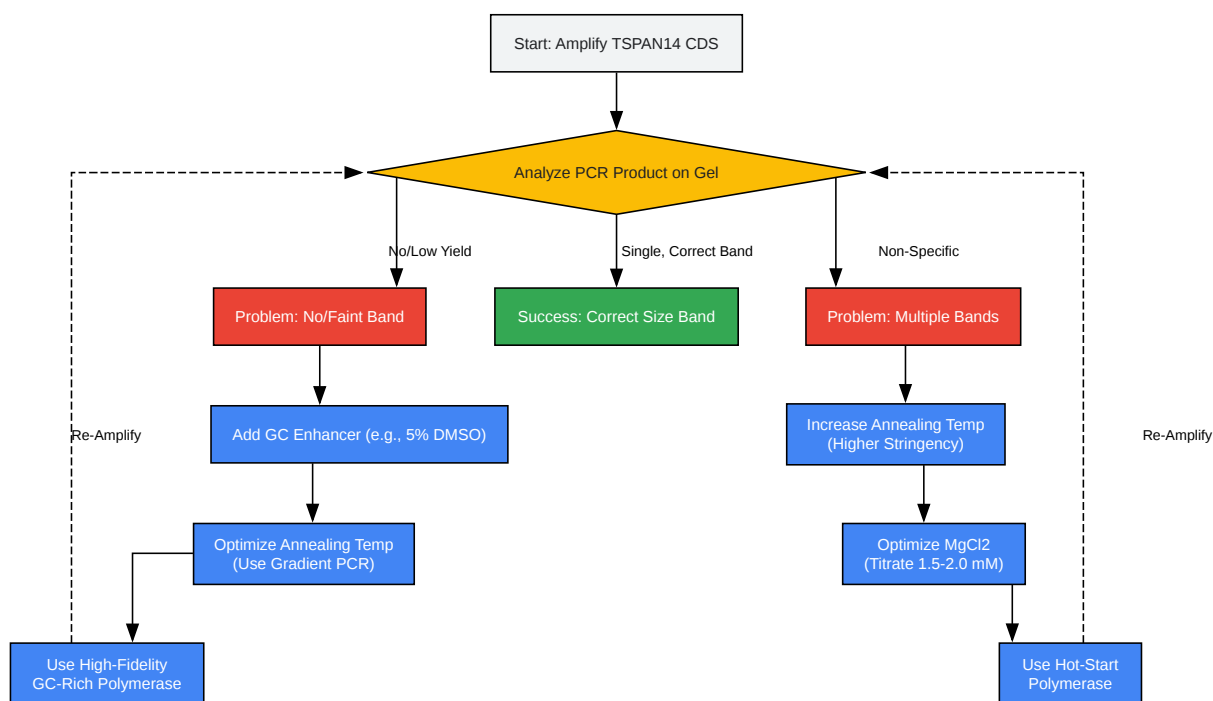 Start: Amplify TSPAN14 CDS
Analyze PCR Product on Gel
No/Low Yield
Single, Correct Band
Non-Specific
Problem: No/Faint Band
Success: Correct Size Band
Problem: Multiple Bands
Add GC Enhancer (e.g., 5% DMSO)
Increase Annealing Temp
(Higher Stringency)
Re-Amplify
Re-Amplify
Optimize Annealing Temp
(Use Gradient PCR)
Optimize MgCl2
(Titrate 1.5-2.0 mM)
Use High-Fidelity
GC-Rich Polymerase
Use Hot-Start
Polymerase